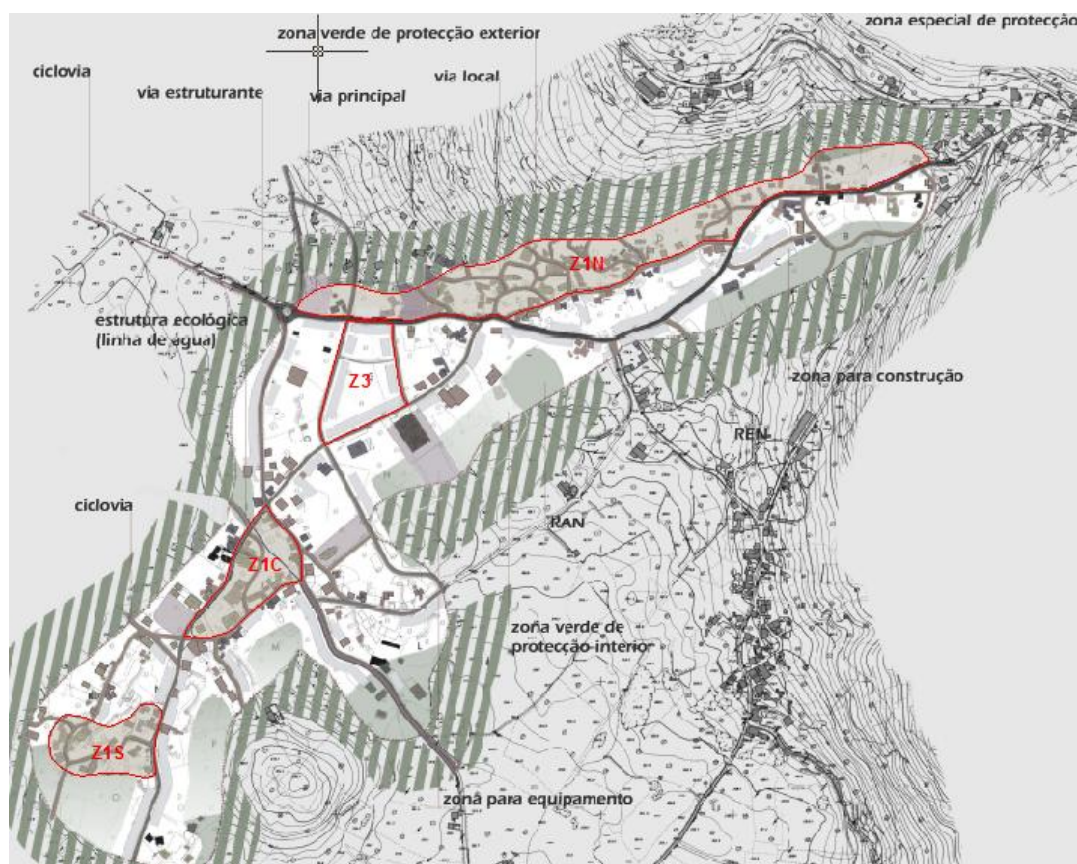 zona verde de protecção exterior
zona especial de protecção
ciclovia
via local
via estruturante
via principal
Z1N
estrutura ecológica
(linha de água)
Z3
zona para construção
REN
ciclovia
RAN
Z1C
zona verde de
protecção interior
Z1S
zona para equipamento